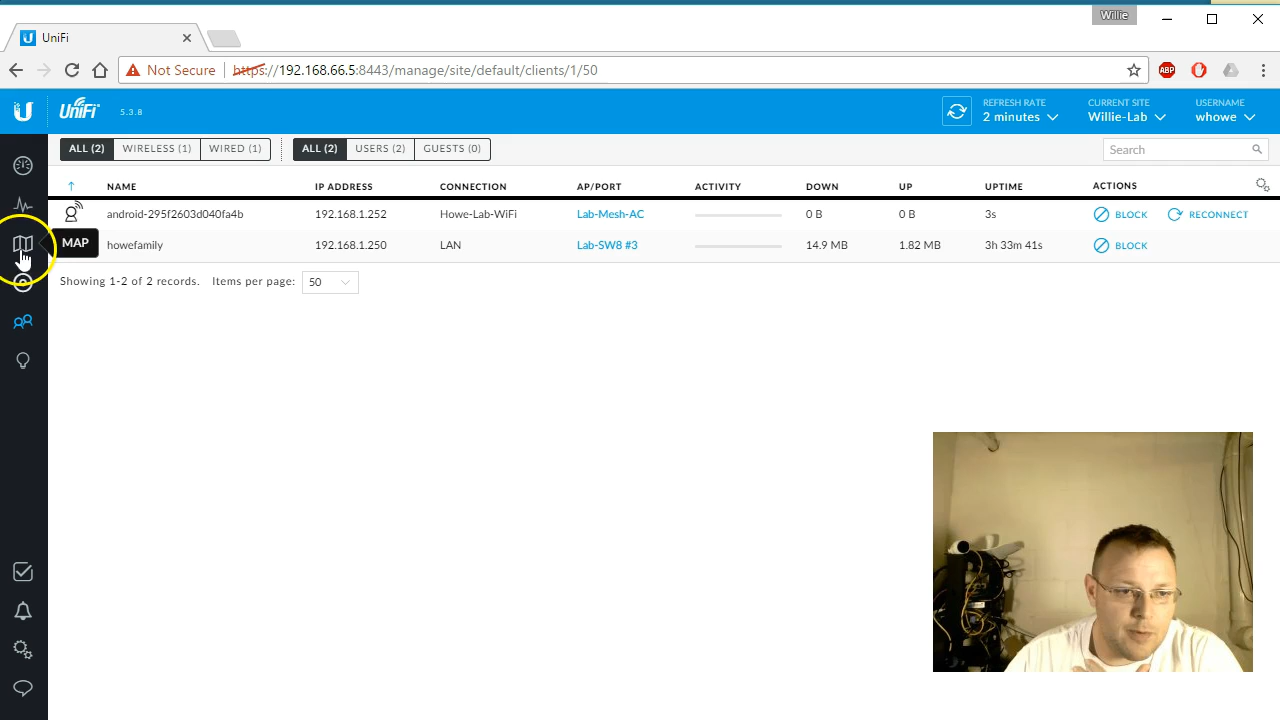 Willie
UniFi
Not Secure https://192.168.66.5:8443/manage/site/default/clients/1/50 ABP
U UniFi 5.3.8 REFRESH RATE CURRENT SITE USERNAME
2 minutes Willie-Lab whowe
ALL (2) WIRELESS (1) WIRED (1) ALL (2) USERS (2) GUESTS (0) Search
NAME IP ADDRESS CONNECTION AP/PORT ACTIVITY DOWN UP UPTIME ACTIONS
android-295f2603d040fa4b 192.168.1.252 Howe-Lab-WiFi Lab-Mesh-AC 0 B 0 B 3s BLOCK RECONNECT
MAP howefamily 192.168.1.250 LAN Lab-SW8 #3 14.9 MB 1.82 MB 3h 33m 41s BLOCK
Showing 1-2 of 2 records. Items per page: 50